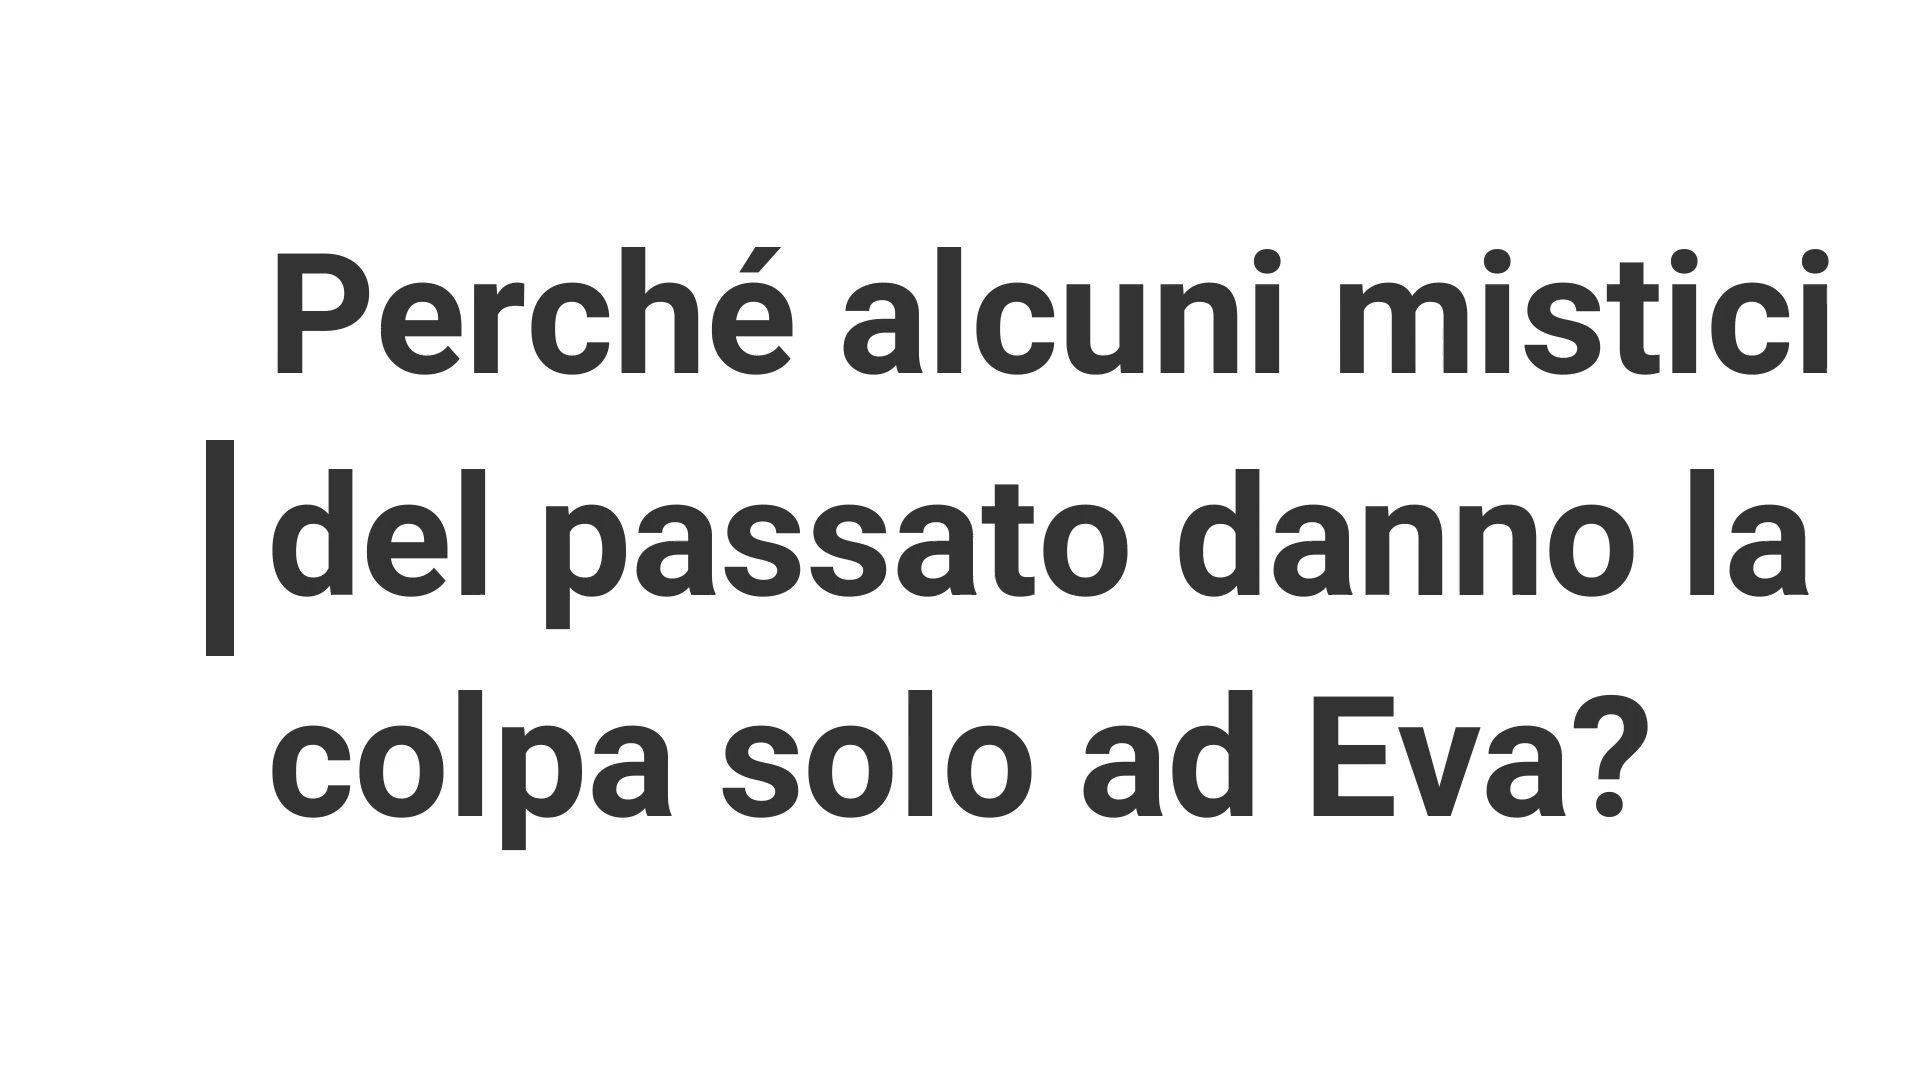 Perché alcuni mistici
del passato danno la
colpa solo ad Eva?